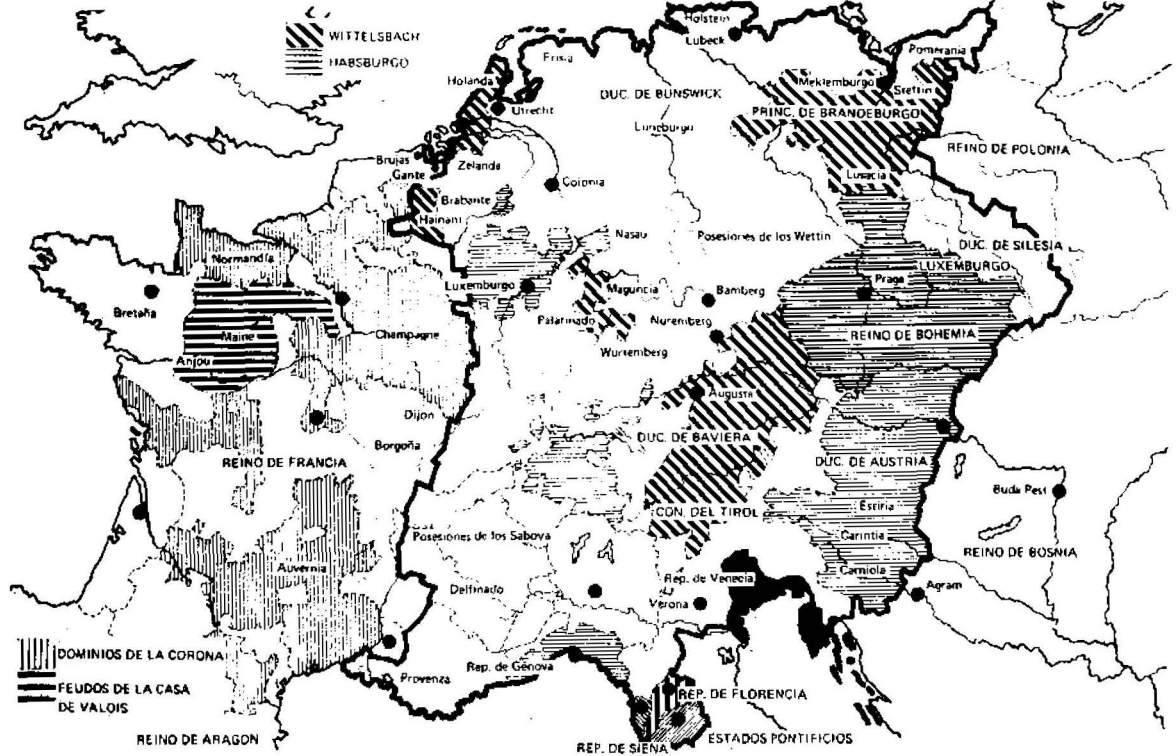 WITTELSBACH
HABSBURGO
Holstein
Lubeck
Pomerania
Frisia
Holanda
Meklemburgo
Stettin
DUC. DE BUNSWICK
PRINC. DE BRANDEBURGO
Utrecht
Luneburgo
REINO DE POLONIA
Brujas
Zelanda
Gante
Lusacia
Colonia
Brabante
Hainani
Nasau
Posesiones de los Wettin
DUC. DE SILESIA
Normandía
LUXEMBURGO
Praga
Luxemburgo
Maguncia
Bamberg
Bretaña
Palatinado
Nuremberg
Champagne
REINO DE BOHEMIA
Maine
Wurtemberg
Anjou
Augusta
Dijon
DUC. DE BAVIERA
Borgoña
REINO DE FRANCIA
DUC. DE AUSTRIA
Buda Pest
CON. DEL TIROL
Estiria
Posesiones de los Saboya
Carintia
REINO DE BOSNIA
Auvernia
Carniola
Rep. de Venecia
Delfinado
Agram
Verona
DOMINIOS DE LA CORONA
Rep. de Génova
Provenza
FEUDOS DE LA CASA
DE VALOIS
REP. DE FLORENCIA
REINO DE ARAGON
ESTADOS PONTIFICIOS
REP. DE SIENA